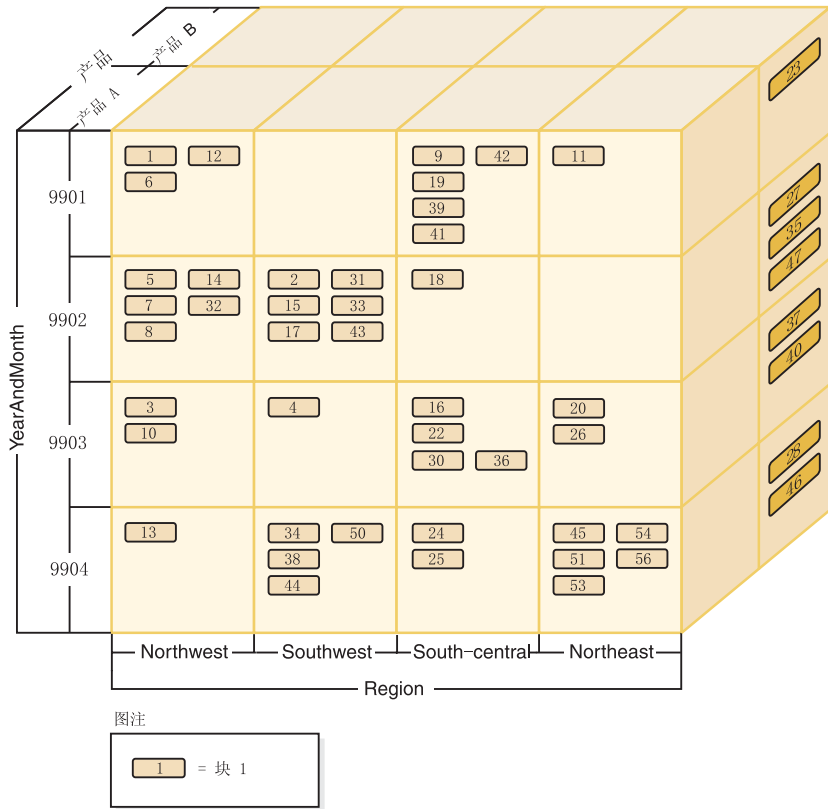 产品
产品 B
产品 A
23
1 12 9 42 11
6 19
9901
39
41
27
35
47
5 14 2 31 18
7 32 15 33
9902
8 17 43
37
40
3 4 16 20
10 22 26
9903
30 36
28
46
13 34 50 24 45 54
38 25 51 56
9904
44 53
YearAndMonth
Northwest Southwest South-central Northeast
Region
图注
1 = 块 1